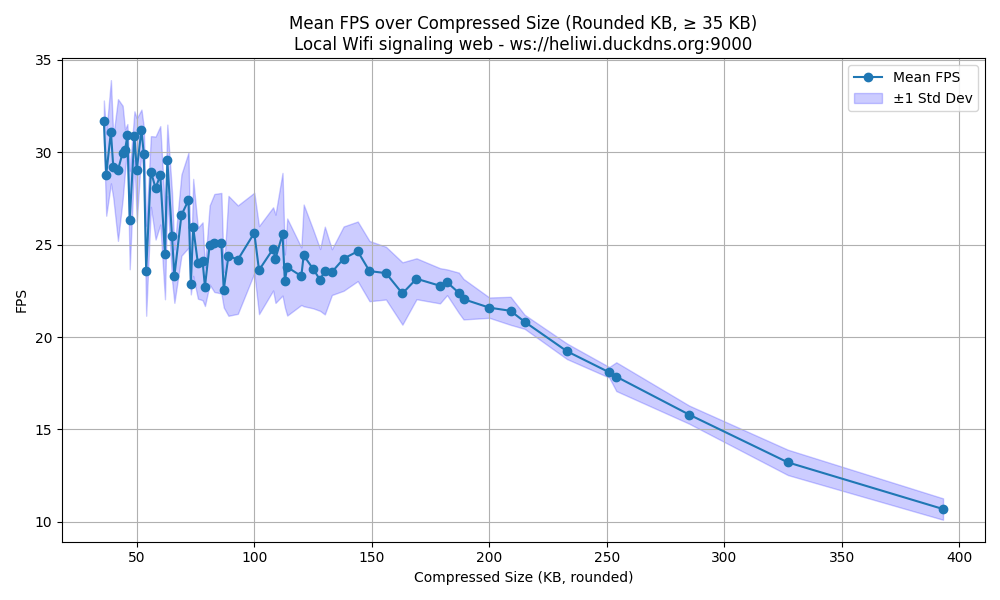 Mean FPS over Compressed Size (Rounded KB, ≥ 35 KB)
Local Wifi signaling web - ws://heliwi.duckdns.org:9000
Mean FPS
±1 Std Dev
FPS
35
30
25
20
15
10
50
100
150
200
250
300
350
400
Compressed Size (KB, rounded)